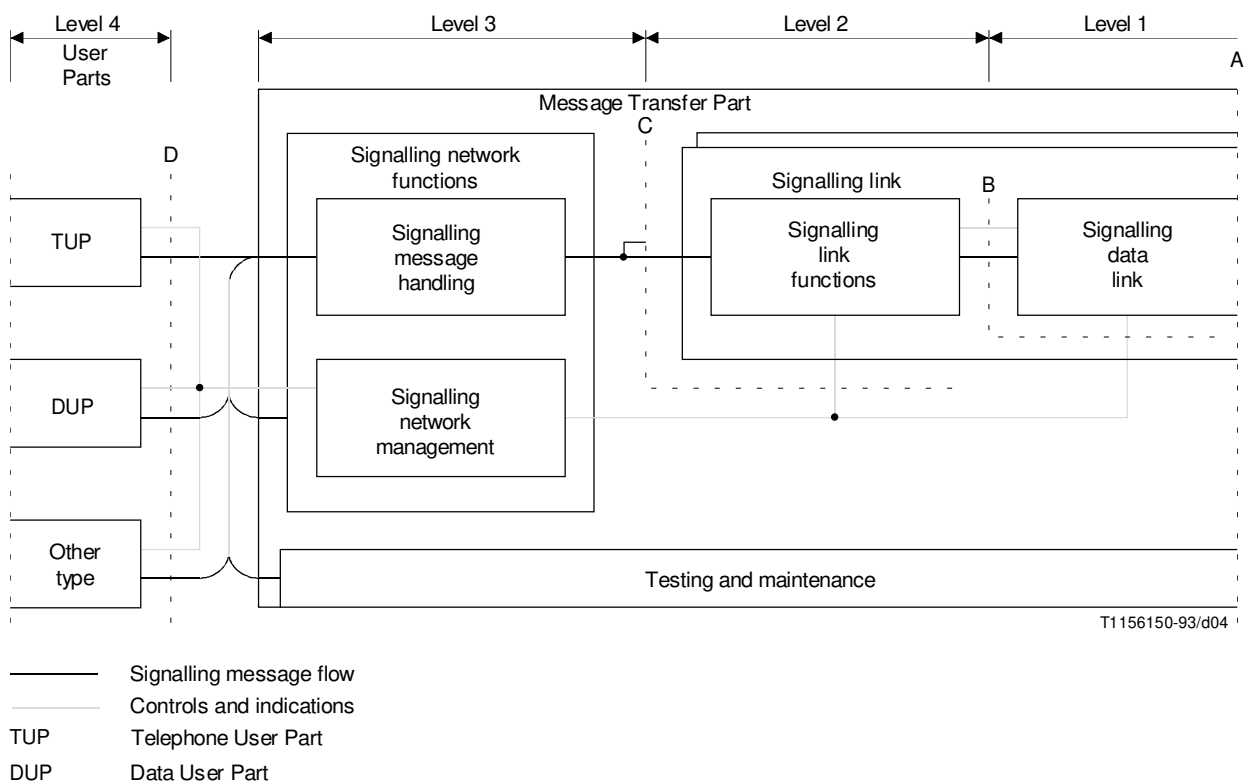 Level 4
Level 3
Level 2
Level 1
User
Parts
A
Message Transfer Part
C
D
Signalling network
functions
Signalling link
B
TUP
Signalling
message
handling
Signalling
link
functions
Signalling
data
link
DUP
Signalling
network
management
Other
type
Testing and maintenance
T1156150-93/d04
Signalling message flow
Controls and indications
TUP Telephone User Part
DUP Data User Part